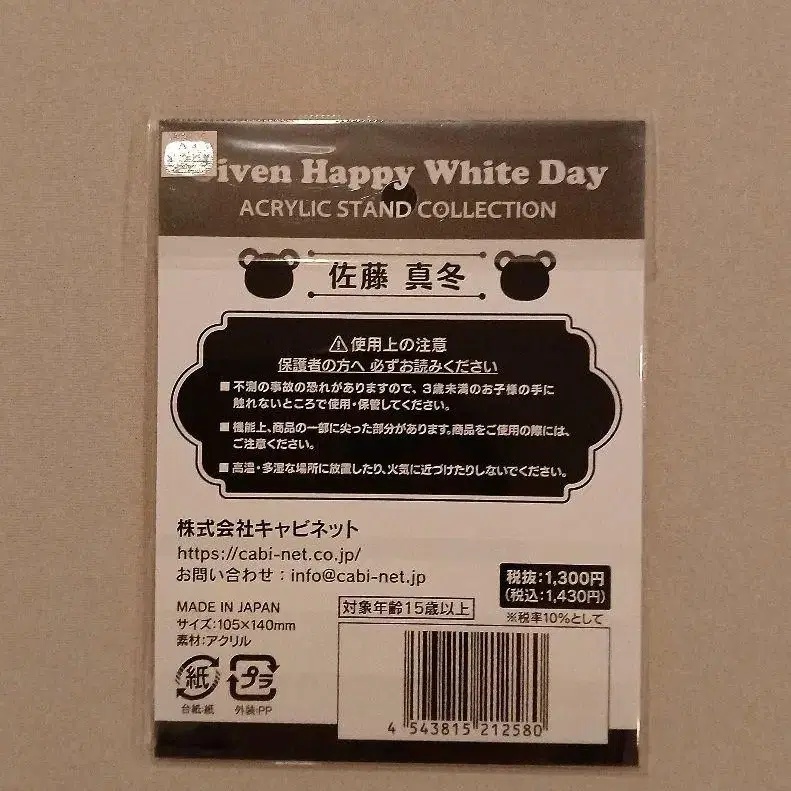 iven Happy White Day
ACRYLIC STAND COLLECTION
佐藤 真冬
⚠使用上の注意
保護者の方へ 必ずお読みください
■不測の事故の恐れがありますので、3歳未満のお子様の手に
触れないところで使用・保管してください。
■機能上、商品の一部に尖った部分があります。商品をご使用の際には、
ご注意ください。
■高温・多湿な場所に放置したり、火気に近づけたりしないでください。
株式会社キャビネット
https://cabi-net.co.jp/
お問い合わせ：info@cabi-net.jp
税抜:1,300円
(税込:1,430円)
※税率10%として
MADE IN JAPAN
サイズ:105×140mm
素材:アクリル
対象年齢15歳以上
紙
台紙:紙
プラ
外装:PP
4 543815 212580